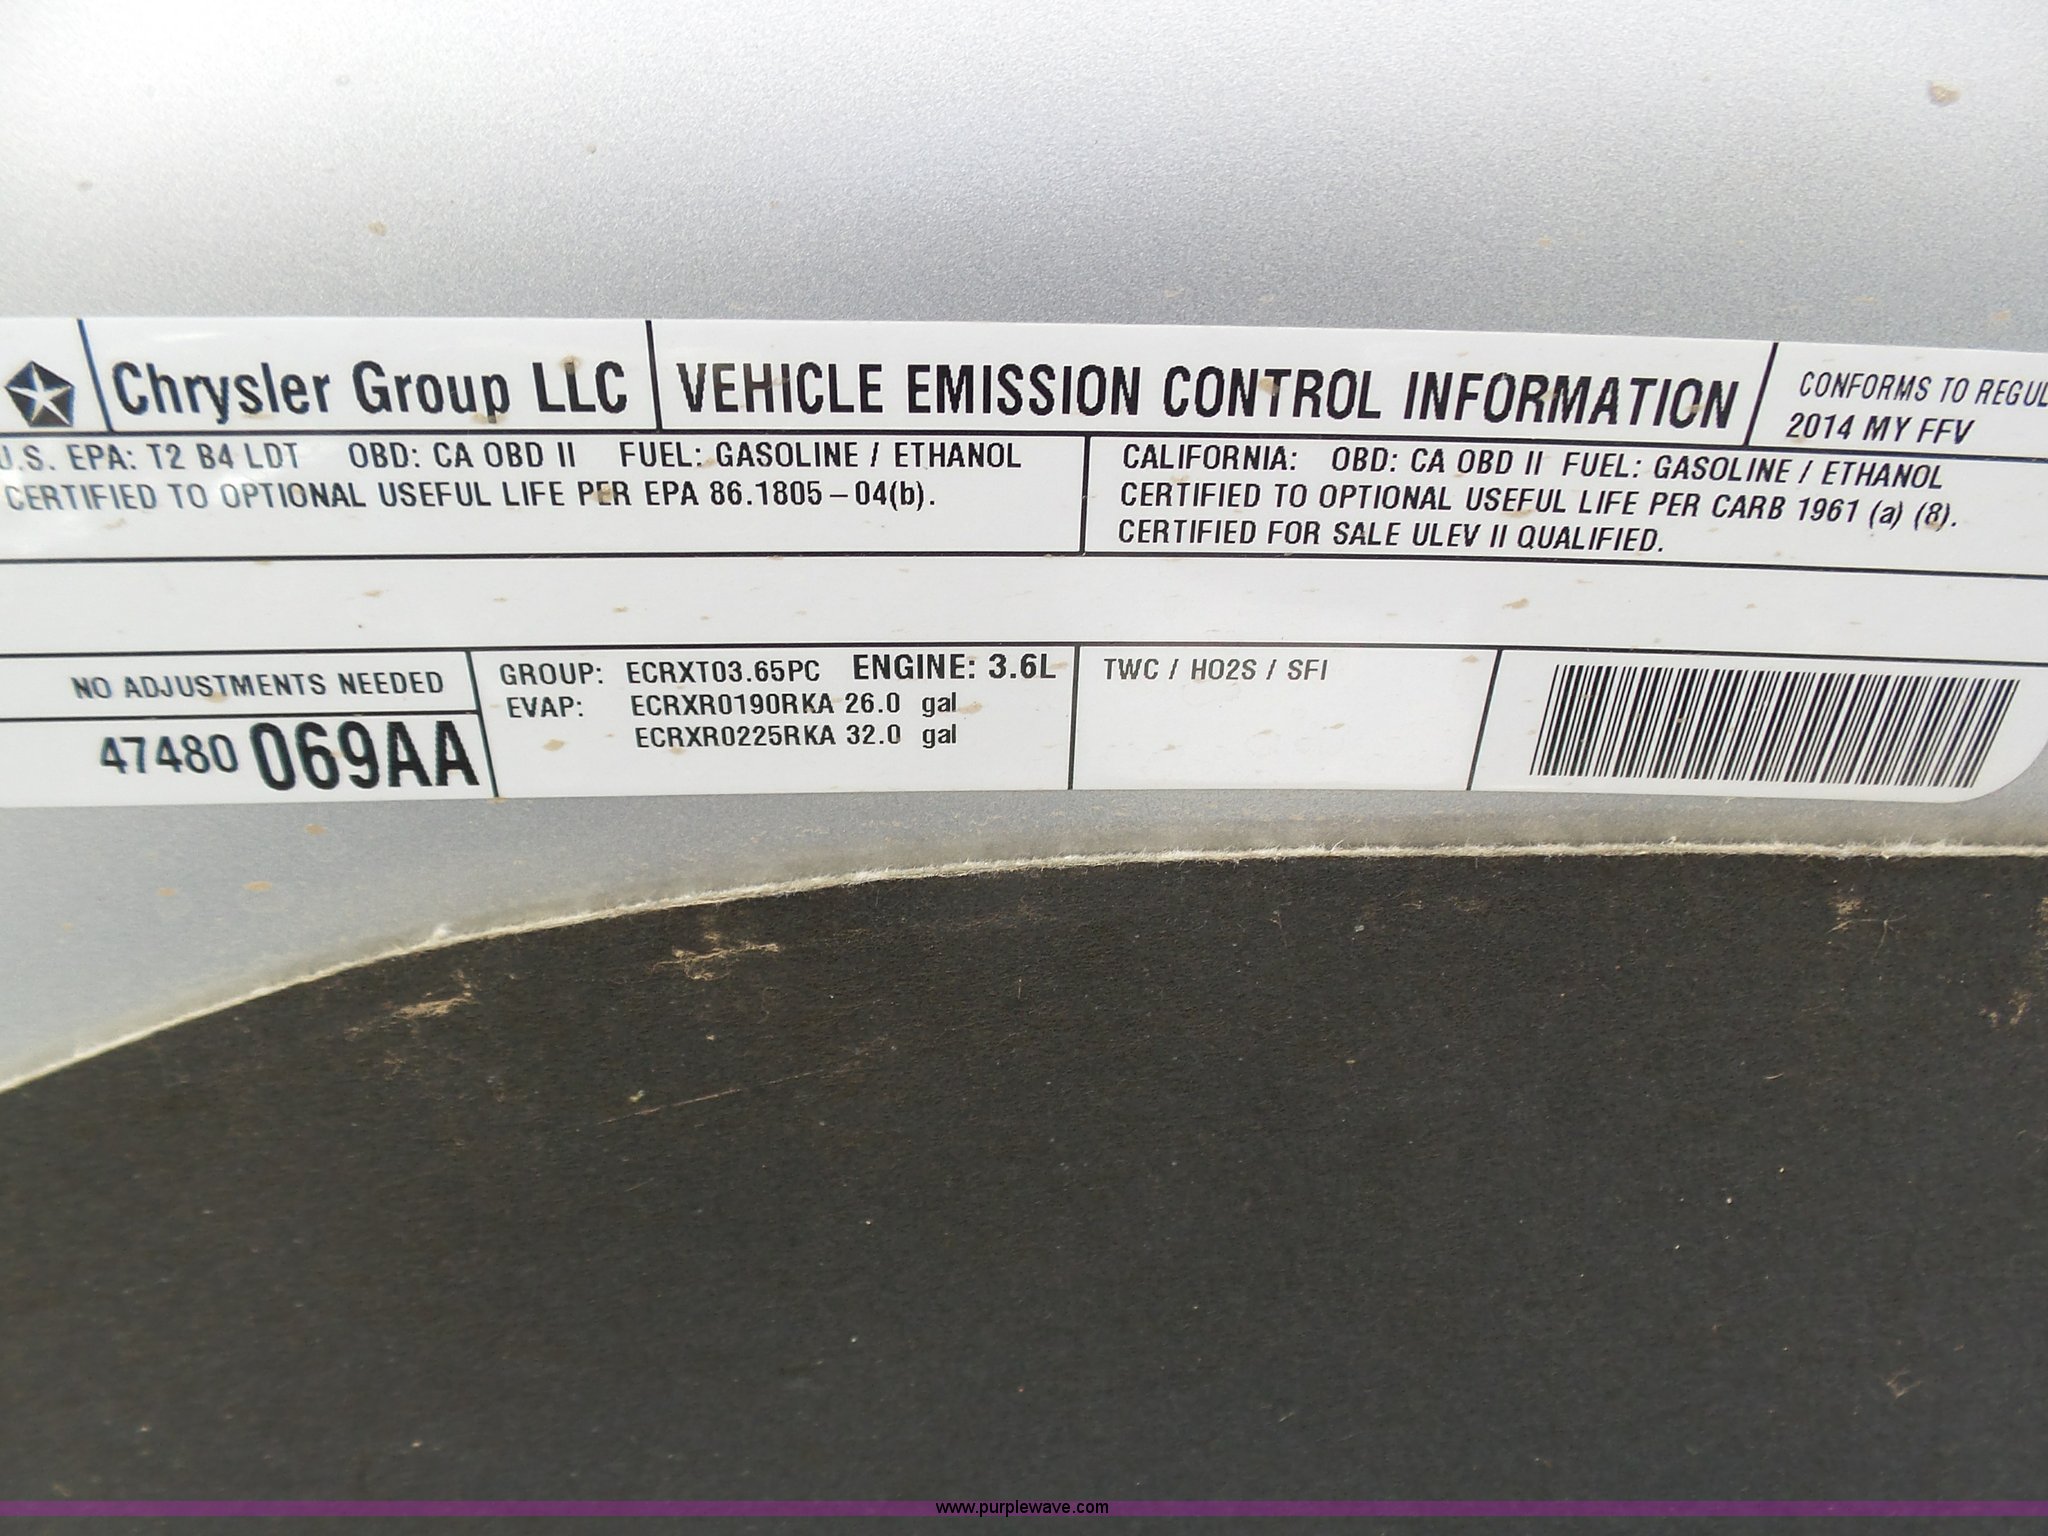 Chrysler Group LLC
VEHICLE EMISSION CONTROL INFORMATION
CONFORMS TO REGUL
2014 MY FFV
U.S. EPA: T2 B4 LDT OBD: CA OBD II FUEL: GASOLINE / ETHANOL
CERTIFIED TO OPTIONAL USEFUL LIFE PER EPA 86.1805-04(b).
CALIFORNIA: OBD: CA OBD II FUEL: GASOLINE / ETHANOL
CERTIFIED TO OPTIONAL USEFUL LIFE PER CARB 1961 (a) (8).
CERTIFIED FOR SALE ULEV II QUALIFIED.
NO ADJUSTMENTS NEEDED
47480 069AA
GROUP: ECRXT03.65PC ENGINE: 3.6L
EVAP: ECRXR0190RKA 26.0 gal
ECRXR0225RKA 32.0 gal
TWC / HO2S / SFI
www.purplewave.com